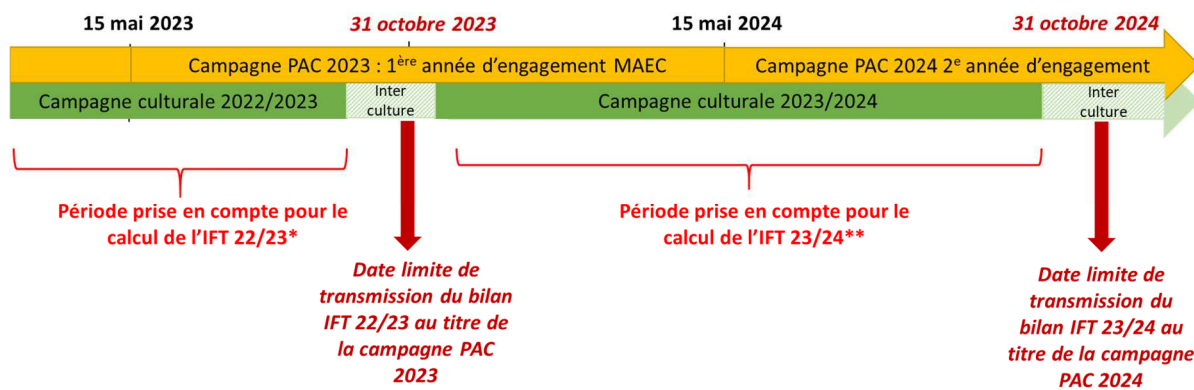 15 mai 2023
31 octobre 2023
15 mai 2024
31 octobre 2024
Campagne PAC 2023 : 1ère année d'engagement MAEC
Campagne PAC 2024 2e année d'engagement
Campagne culturale 2022/2023
Inter
culture
Campagne culturale 2023/2024
Inter
culture
Période prise en compte pour le
calcul de l'IFT 22/23*
Période prise en compte pour le
calcul de l'IFT 23/24**
Date limite de
transmission du bilan
IFT 22/23 au titre de
la campagne PAC
2023
Date limite de
transmission du
bilan IFT 23/24 au
titre de la campagne
PAC 2024